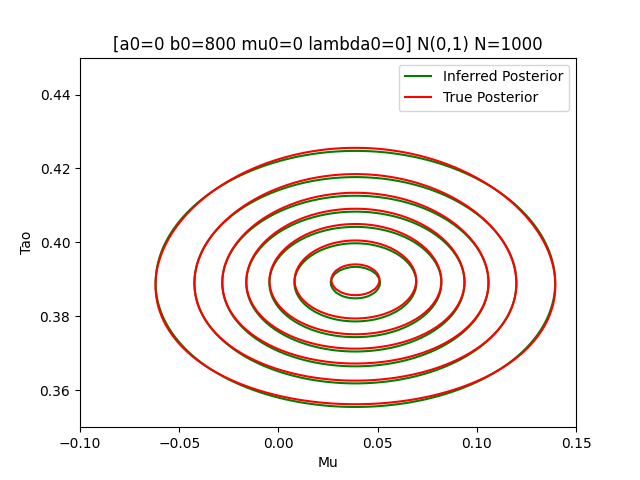 [a0=0 b0=800 mu0=0 lambda0=0] N(0,1) N=1000
Inferred Posterior
True Posterior
0.44
0.42
0.40
0.38
0.36
Tao
−0.10
−0.05
0.00
0.05
0.10
0.15
Mu